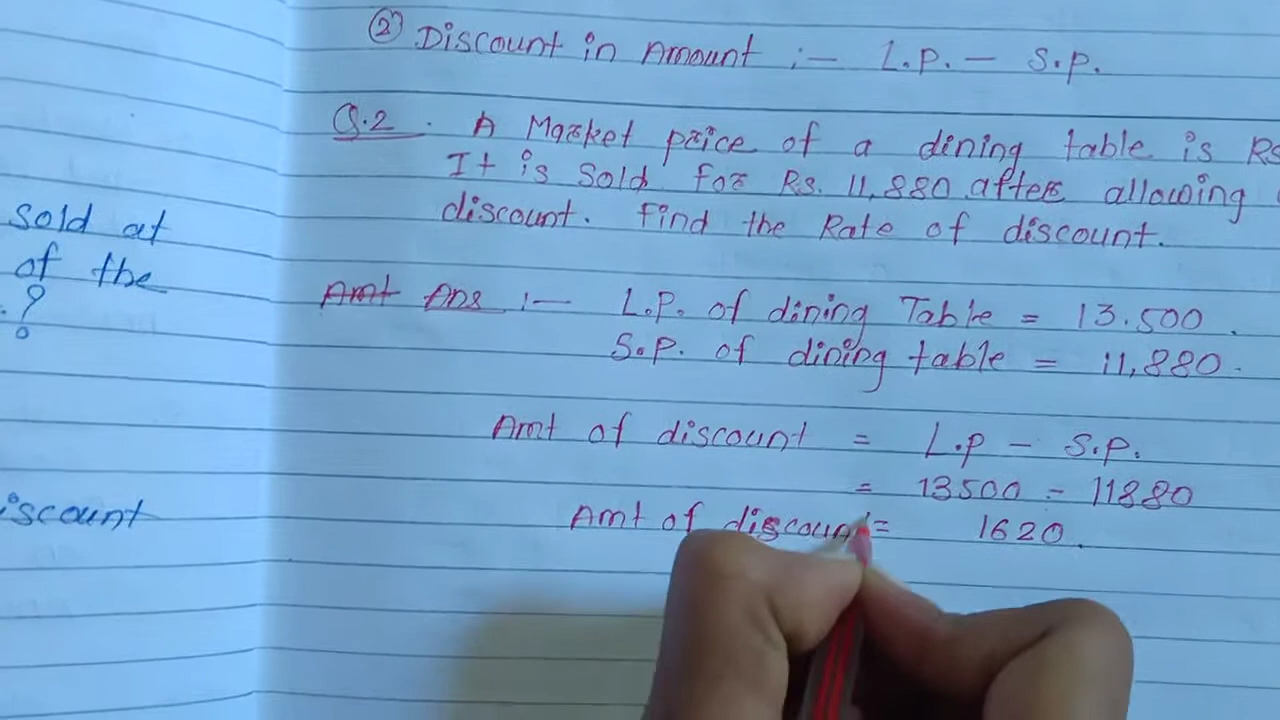 ② Discount in Amount :- L.P. - S.P.
Q.2. A Market price of a dining table is Rs
It is Sold for Rs. 11,880 after allowing
discount. find the Rate of discount.
sold at
of the
. ?
Amt Ans :- L.P. of dining Table = 13.500.
S.P. of dining table = 11,880.
Amt of discount = L.P - S.P.
= 13500 - 11880
iscount
Amt of discount = 1620.